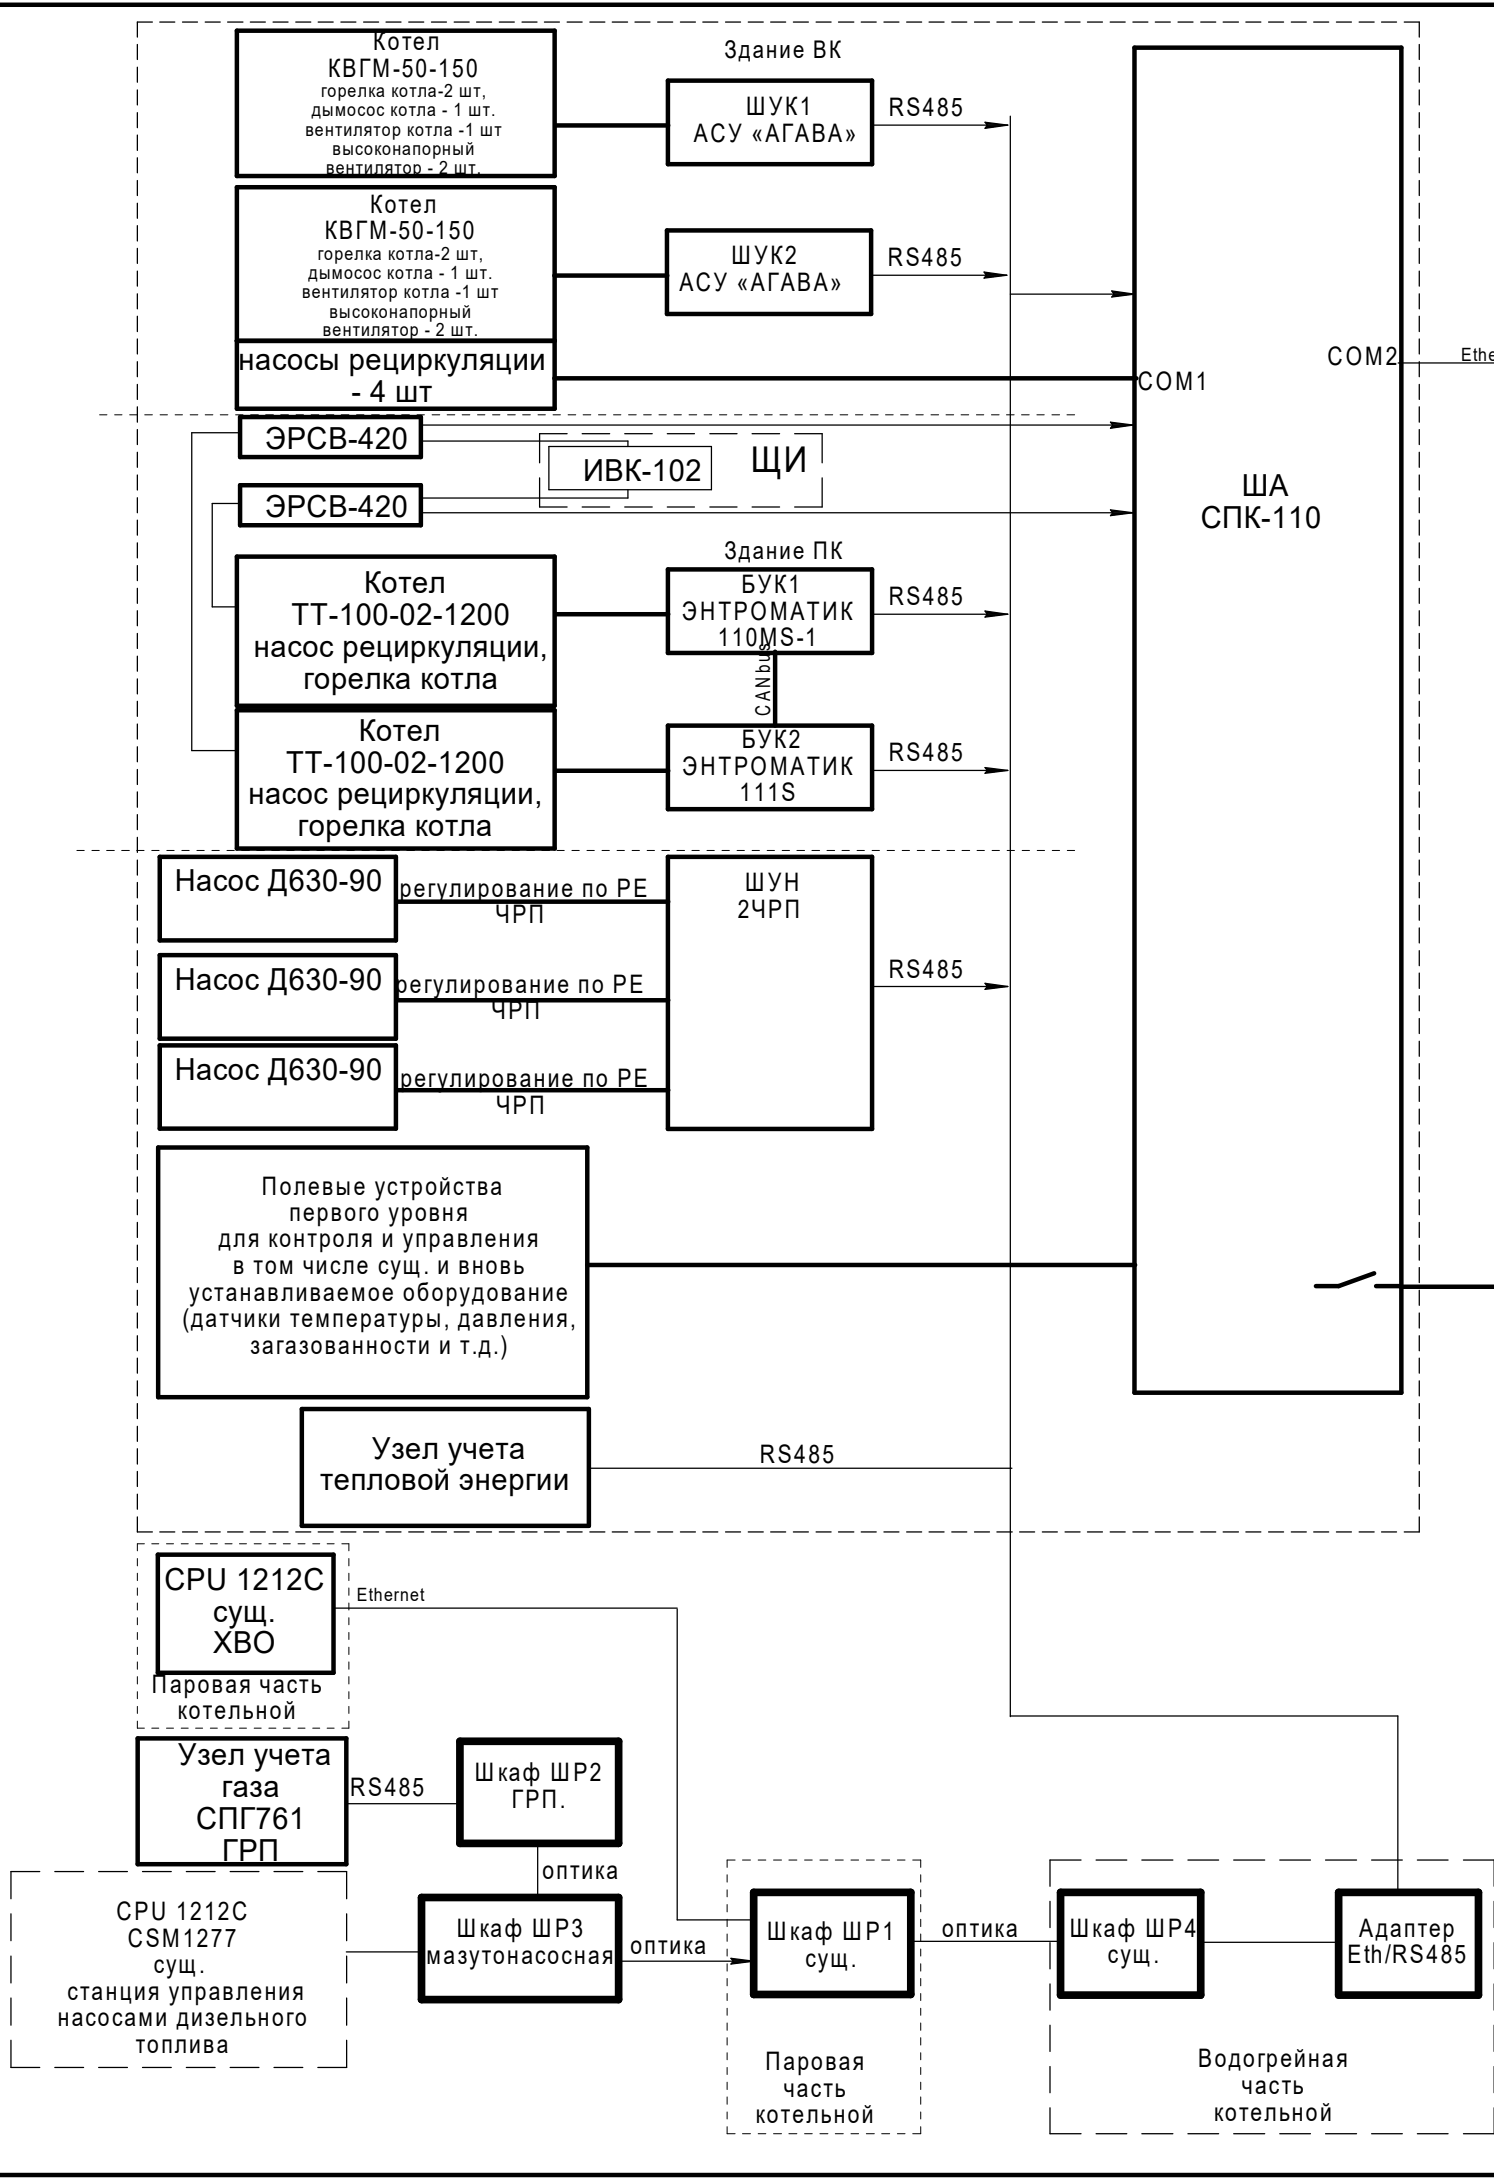 Котел
КВГМ-50-150
горелка котла-2 шт,
дымосос котла - 1 шт.
вентилятор котла -1 шт
высоконапорный
вентилятор - 2 шт.
Здание ВК
ШУК1
АСУ «АГАВА»
RS485
Котел
КВГМ-50-150
горелка котла-2 шт,
дымосос котла - 1 шт.
вентилятор котла -1 шт
высоконапорный
вентилятор - 2 шт.
ШУК2
АСУ «АГАВА»
RS485
насосы рециркуляции
- 4 шт
COM1
COM2
Ethe
ША
СПК-110
ЭРСВ-420
ИВК-102
ЩИ
ЭРСВ-420
Здание ПК
Котел
ТТ-100-02-1200
насос рециркуляции,
горелка котла
БУК1
ЭНТРОМАТИК
110MS-1
RS485
CANbus
Котел
ТТ-100-02-1200
насос рециркуляции,
горелка котла
БУК2
ЭНТРОМАТИК
111S
RS485
Насос Д630-90
регулирование по РЕ
ЧРП
ШУН
2ЧРП
Насос Д630-90
регулирование по РЕ
ЧРП
RS485
Насос Д630-90
регулирование по РЕ
ЧРП
Полевые устройства
первого уровня
для контроля и управления
в том числе сущ. и вновь
устанавливаемое оборудование
(датчики температуры, давления,
загазованности и т.д.)
Узел учета
тепловой энергии
RS485
CPU 1212C
сущ.
ХВО
Ethernet
Паровая часть
котельной
Узел учета
газа
СПГ761
ГРП
RS485
Шкаф ШР2
ГРП.
оптика
CPU 1212C
CSM1277
сущ.
станция управления
насосами дизельного
топлива
Шкаф ШР3
мазутонасосная
оптика
Шкаф ШР1
сущ.
оптика
Шкаф ШР4
сущ.
Адаптер
Eth/RS485
Паровая
часть
котельной
Водогрейная
часть
котельной